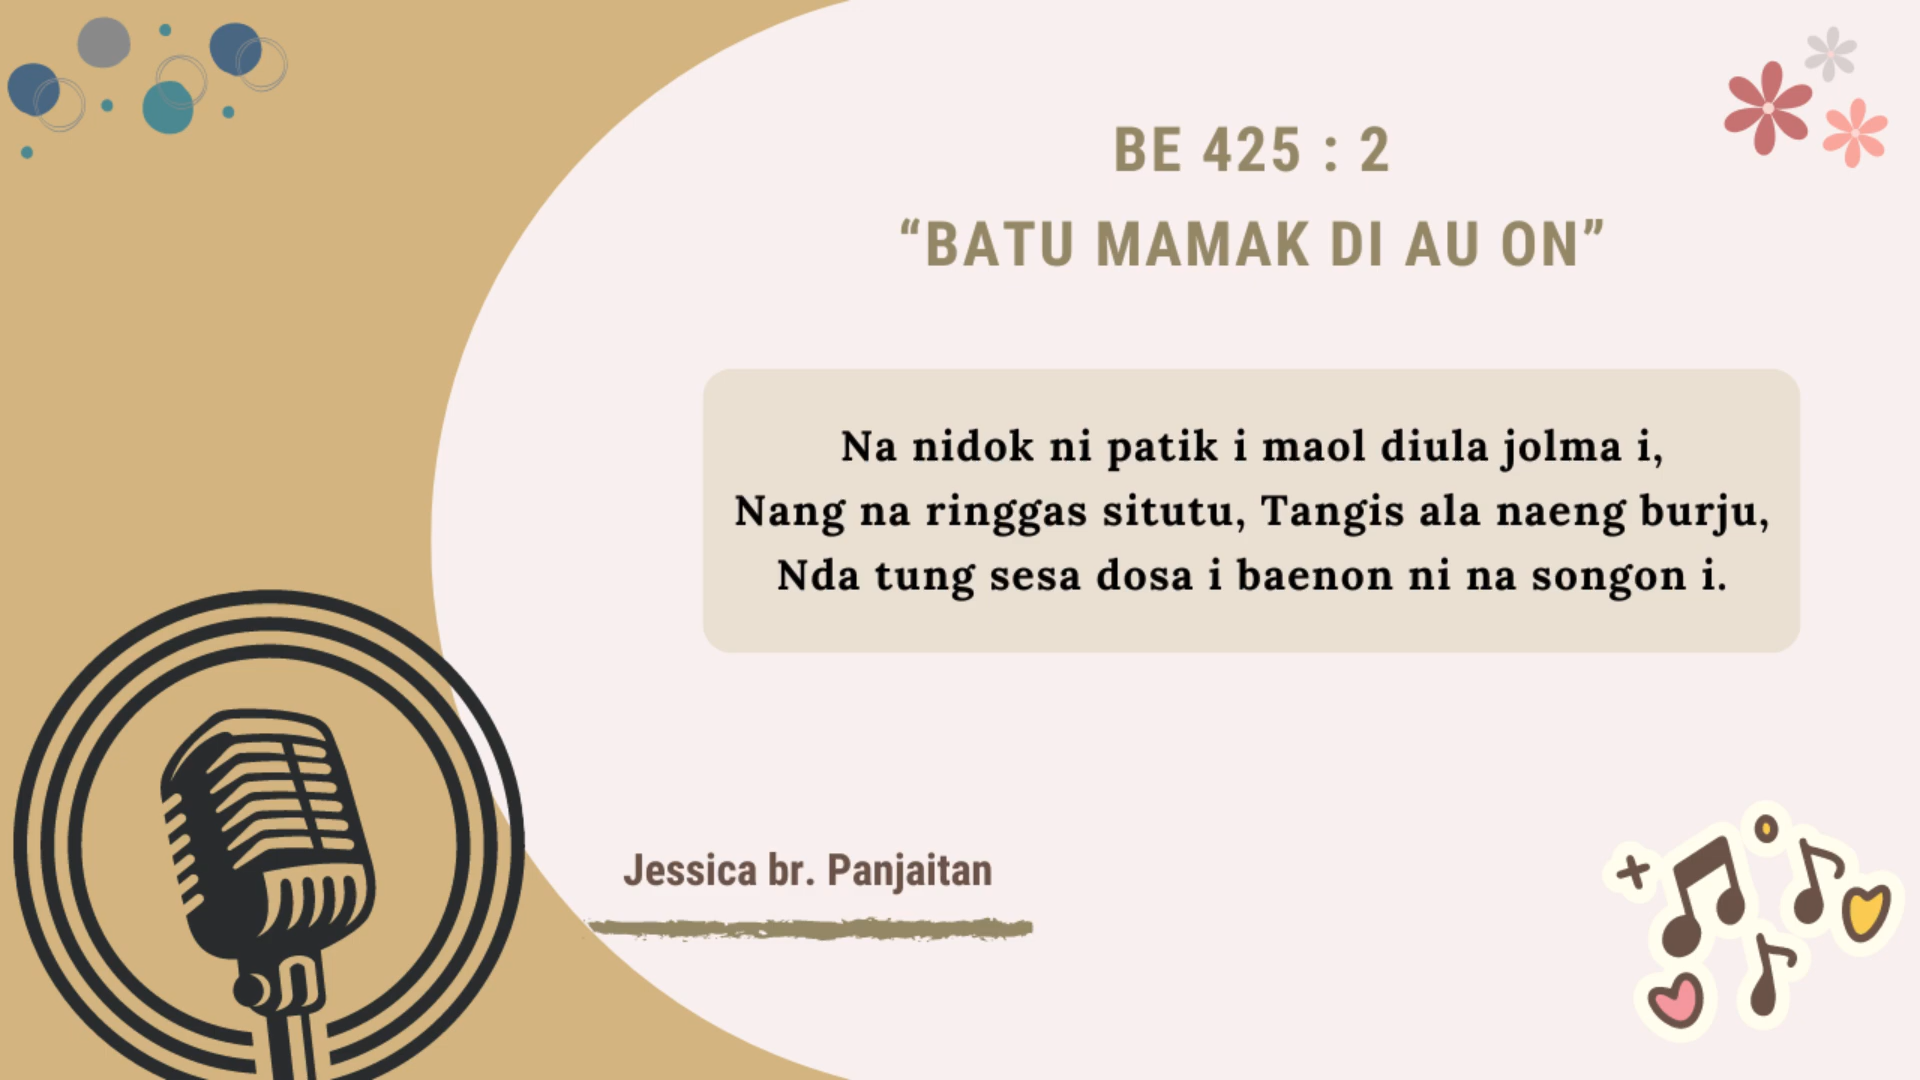 BE 425 : 2
“BATU MAMAK DI AU ON”
Na nidok ni patik i maol diula jolma i,
Nang na ringgas situtu, Tangis ala naeng burju,
Nda tung sesa dosa i baenon ni na songon i.
Jessica br. Panjaitan